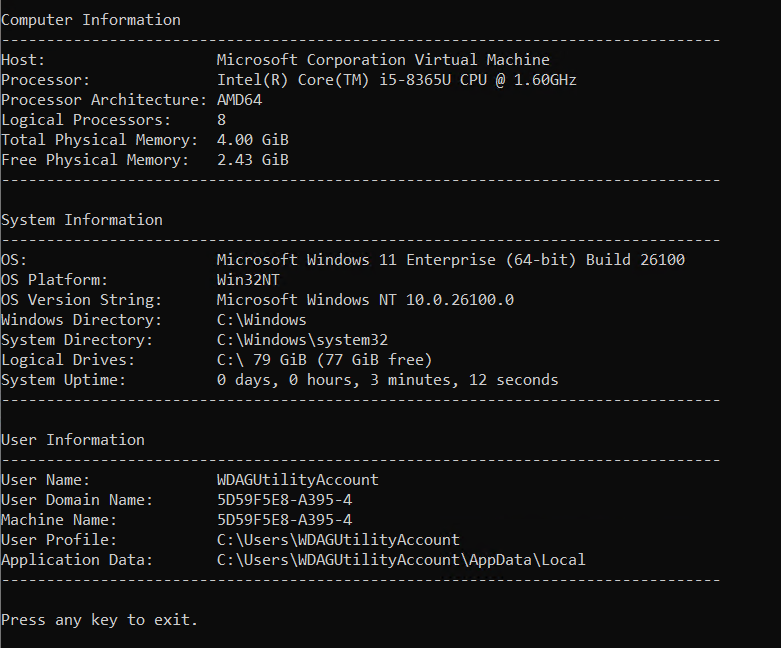 Computer Information
--------------------------------------------------------------------------------
Host:                   Microsoft Corporation Virtual Machine
Processor:              Intel(R) Core(TM) i5-8365U CPU @ 1.60GHz
Processor Architecture: AMD64
Logical Processors:     8
Total Physical Memory:  4.00 GiB
Free Physical Memory:   2.43 GiB
--------------------------------------------------------------------------------

System Information
--------------------------------------------------------------------------------
OS:                     Microsoft Windows 11 Enterprise (64-bit) Build 26100
OS Platform:            Win32NT
OS Version String:      Microsoft Windows NT 10.0.26100.0
Windows Directory:      C:\Windows
System Directory:       C:\Windows\system32
Logical Drives:         C:\ 79 GiB (77 GiB free)
System Uptime:          0 days, 0 hours, 3 minutes, 12 seconds
--------------------------------------------------------------------------------

User Information
--------------------------------------------------------------------------------
User Name:              WDAGUtilityAccount
User Domain Name:       5D59F5E8-A395-4
Machine Name:           5D59F5E8-A395-4
User Profile:           C:\Users\WDAGUtilityAccount
Application Data:       C:\Users\WDAGUtilityAccount\AppData\Local
--------------------------------------------------------------------------------

Press any key to exit.